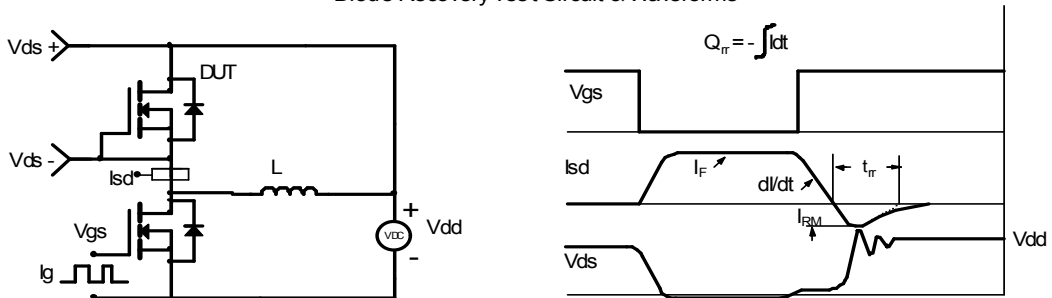 Diode Recovery Test Circuit & Waveforms
Vds +
DUT
Vds -
Isd
L
Vgs
Ig
VDC
+
-
Vdd
Qrr = - ∫Idt
Vgs
Isd
IF
dI/dt
trr
IRM
Vdd
Vds